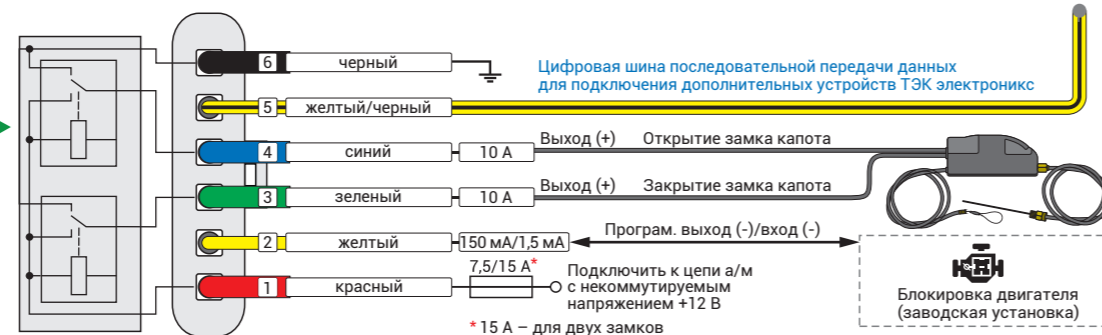 6 черный
Цифровая шина последовательной передачи данных
для подключения дополнительных устройств ТЭК электроникс
5 желтый/черный
4 синий 10 А Выход (+) Открытие замка капота
3 зеленый 10 А Выход (+) Закрытие замка капота
2 желтый 150 мА/1,5 мА Програм. выход (-)/вход (-)
1 красный 7,5/15 А* Подключить к цепи а/м
с некоммутируемым
напряжением +12 В
* 15 А – для двух замков
Блокировка двигателя
(заводская установка)